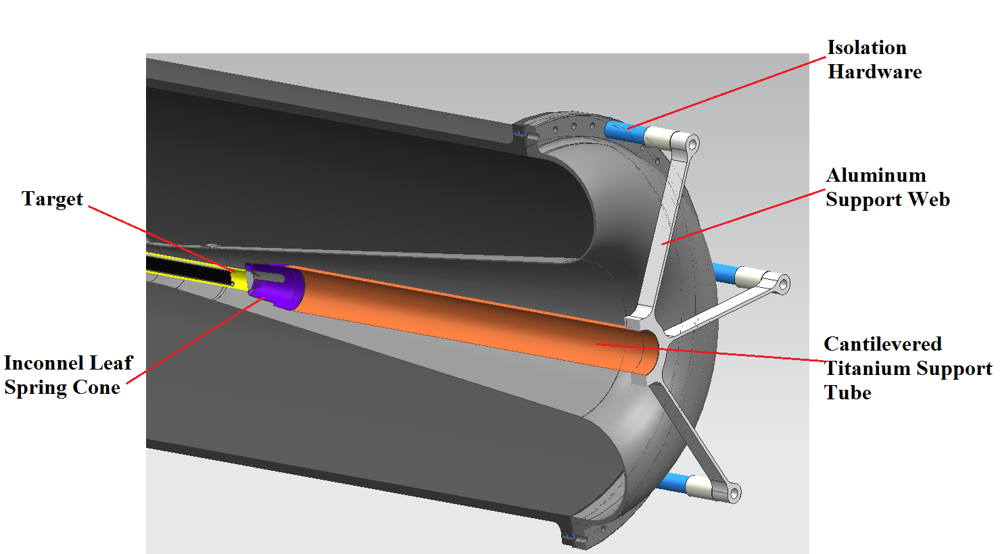 Isolation
Hardware
Aluminum
Support Web
Target
Cantilevered
Titanium Support
Tube
Inconnel Leaf
Spring Cone